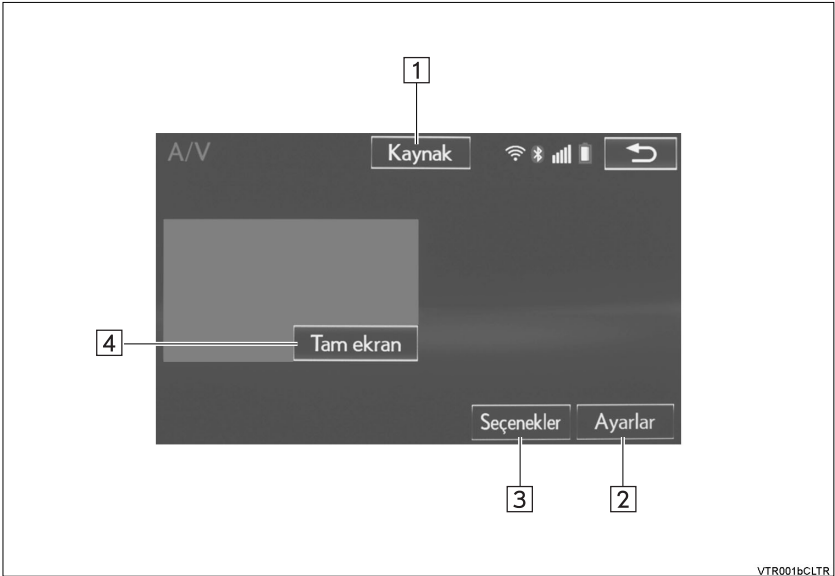 1
A/V
Kaynak
4
Tam ekran
Seçenekler
Ayarlar
3
2
VTR001bCLTR